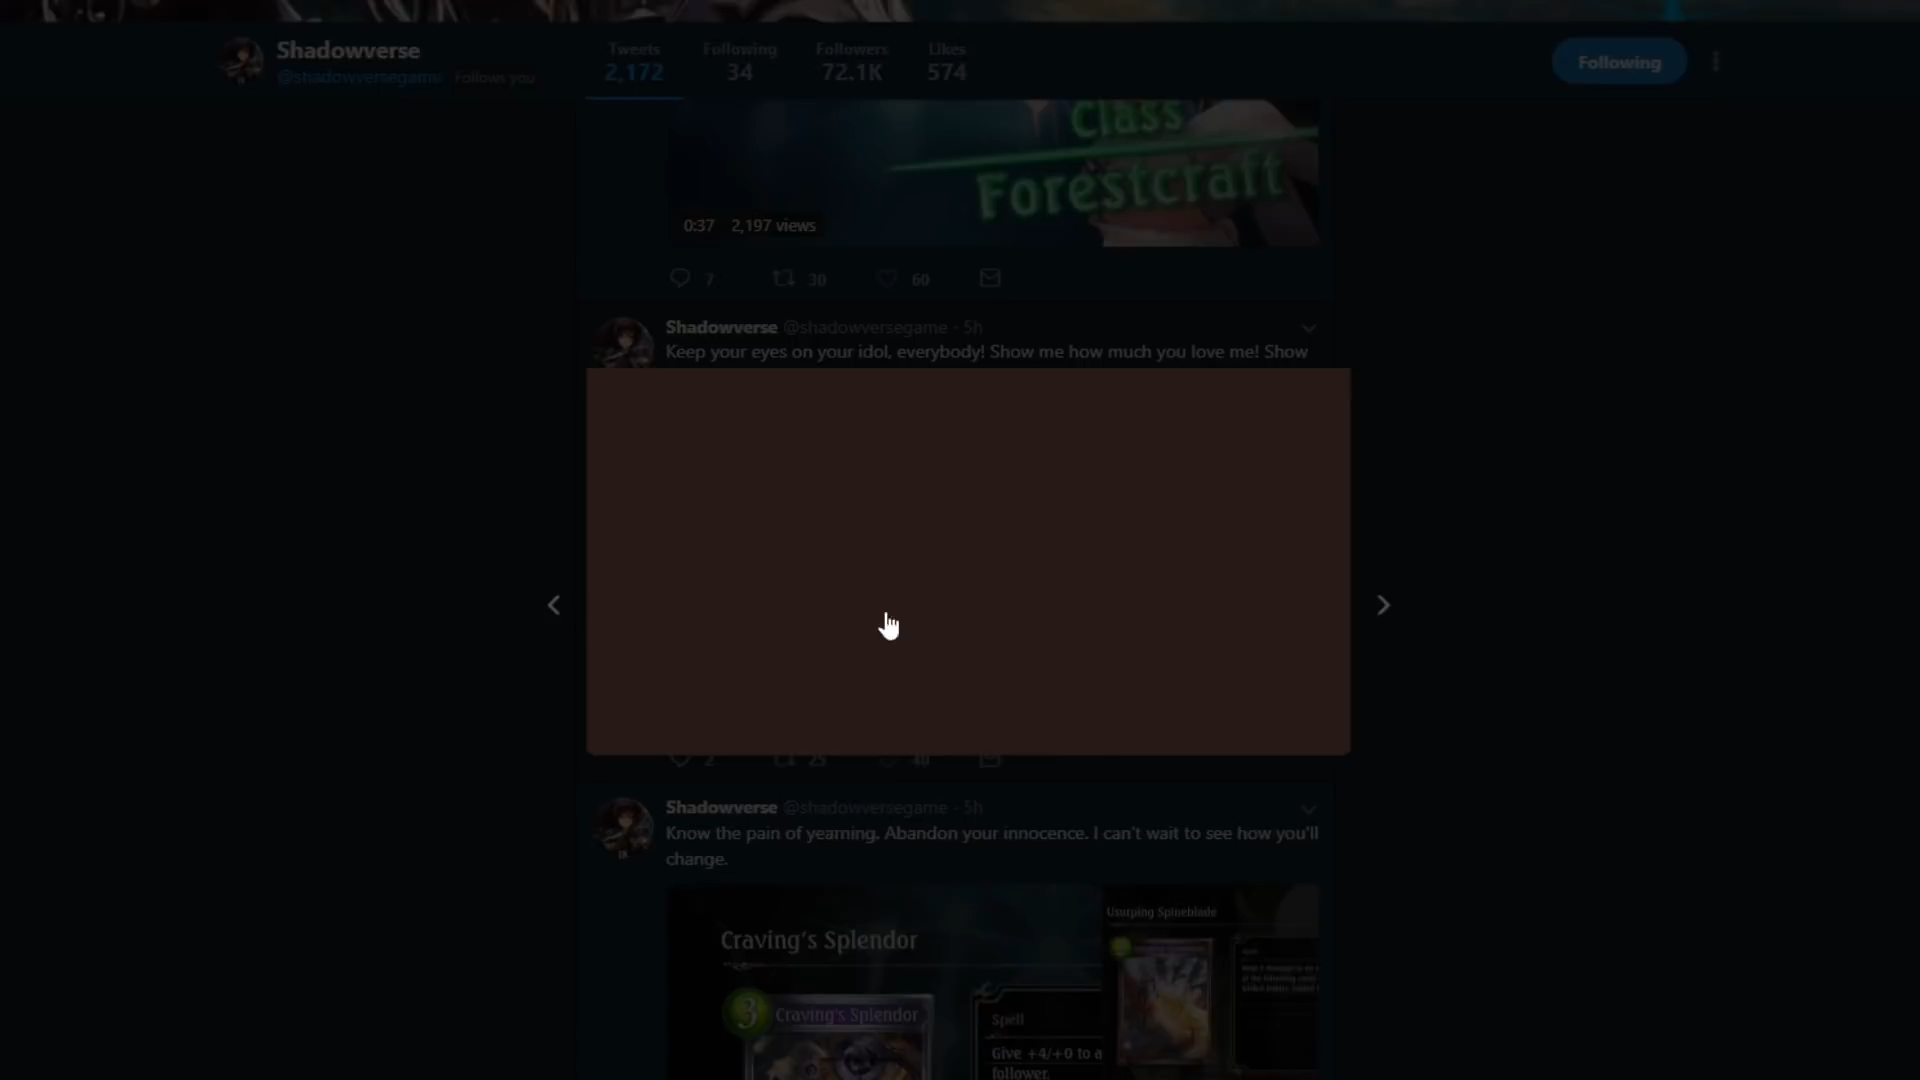 Shadowverse
@shadowversegame Follows you
Tweets
2,172
Following
34
Followers
72.1K
Likes
574
Following
Class
Forestcraft
0:37 2,197 views
7 30 60
Shadowverse @shadowversegame · 5h
Keep your eyes on your idol, everybody! Show me how much you love me! Show
2 25 40
Shadowverse @shadowversegame · 5h
Know the pain of yearning. Abandon your innocence. I can't wait to see how you'll
change.
Craving's Splendor
3 Craving's Splendor
Spell
Give +4/+0 to a
follower.
Usurping Spineblade